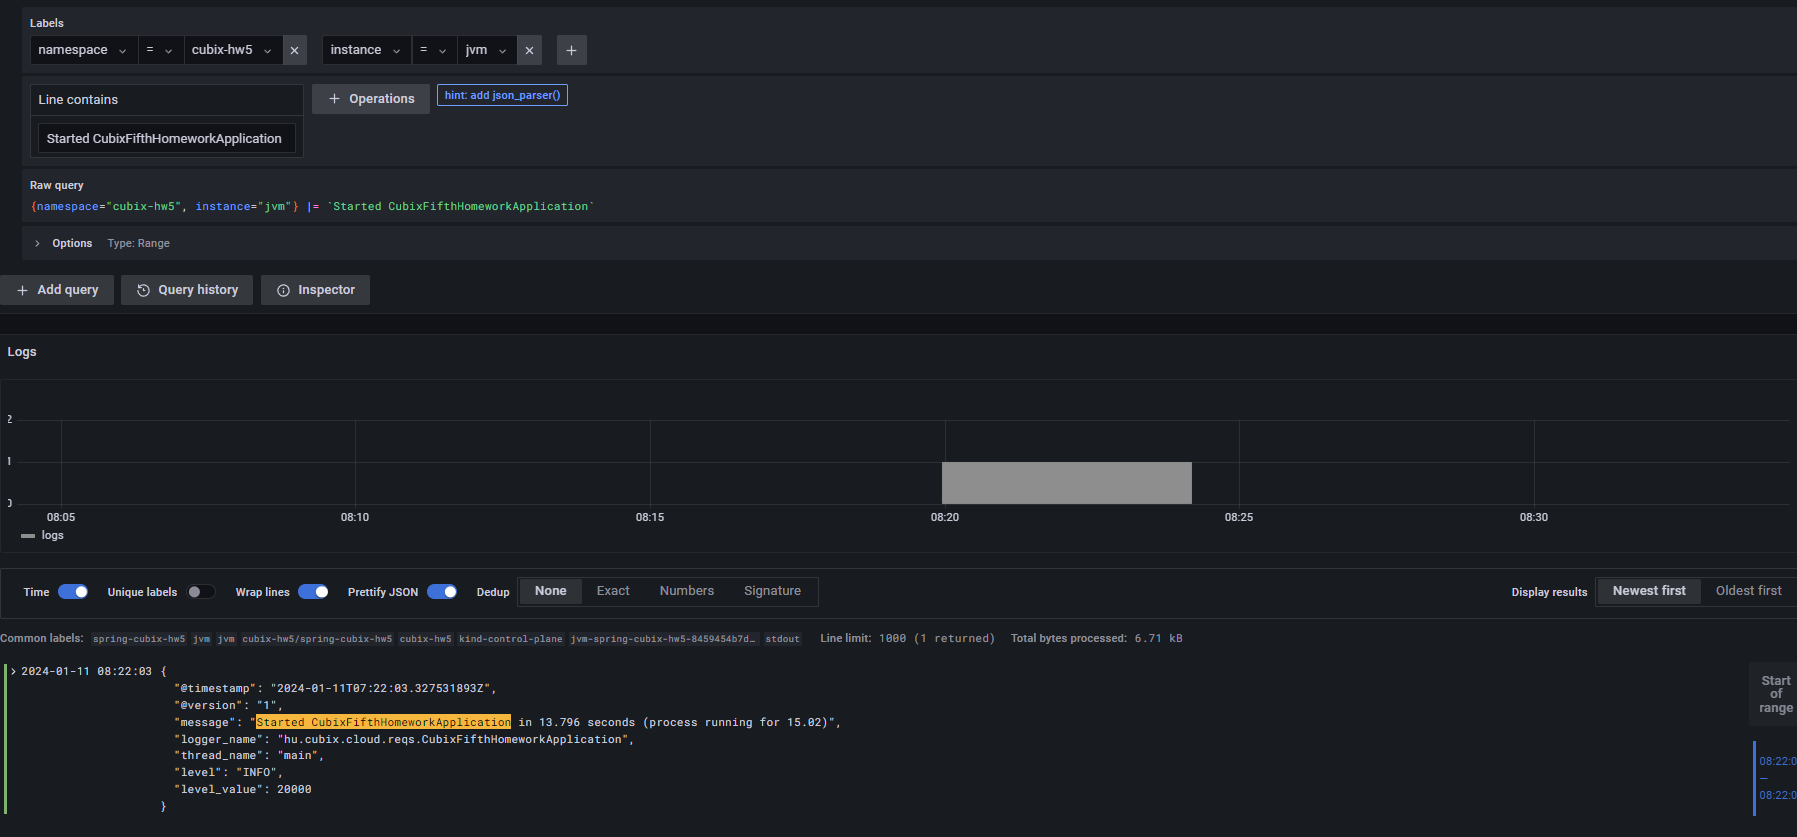 Labels
namespace = cubix-hw5 × instance = jvm × +
Line contains
+ Operations
hint: add json_parser()
Started CubixFifthHomeworkApplication
Raw query
{namespace="cubix-hw5", instance="jvm"} |= `Started CubixFifthHomeworkApplication`
> Options Type: Range
+ Add query
Query history
Inspector
Logs
2
1
0
08:05 08:10 08:15 08:20 08:25 08:30
logs
Time Unique labels Wrap lines Prettify JSON Dedup None Exact Numbers Signature Display results Newest first Oldest first
Common labels: spring-cubix-hw5 jvm jvm cubix-hw5/spring-cubix-hw5 cubix-hw5 kind-control-plane jvm-spring-cubix-hw5-8459454b7d… stdout Line limit: 1000 (1 returned) Total bytes processed: 6.71 kB
> 2024-01-11 08:22:03 {
"@timestamp": "2024-01-11T07:22:03.327531893Z",
"@version": "1",
"message": "Started CubixFifthHomeworkApplication in 13.796 seconds (process running for 15.02)",
"logger_name": "hu.cubix.cloud.reqs.CubixFifthHomeworkApplication",
"thread_name": "main",
"level": "INFO",
"level_value": 20000
}
Start
of
range
08:22:0
—
08:22:0